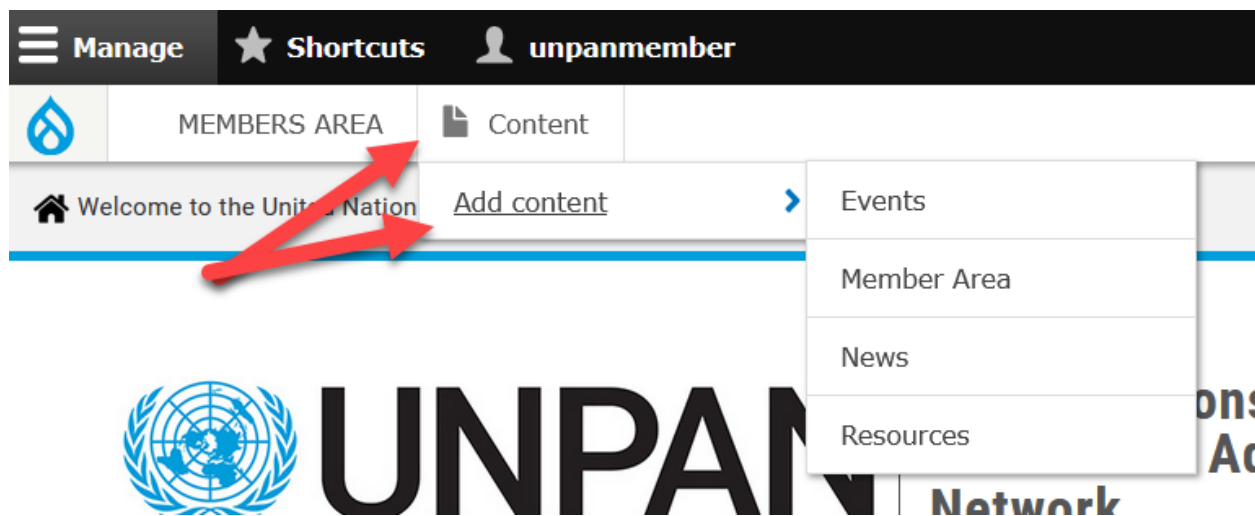 Manage Shortcuts unpanmember
MEMBERS AREA Content
Welcome to the United Nation
Add content
Events
Member Area
News
Resources
UNPAN
Network